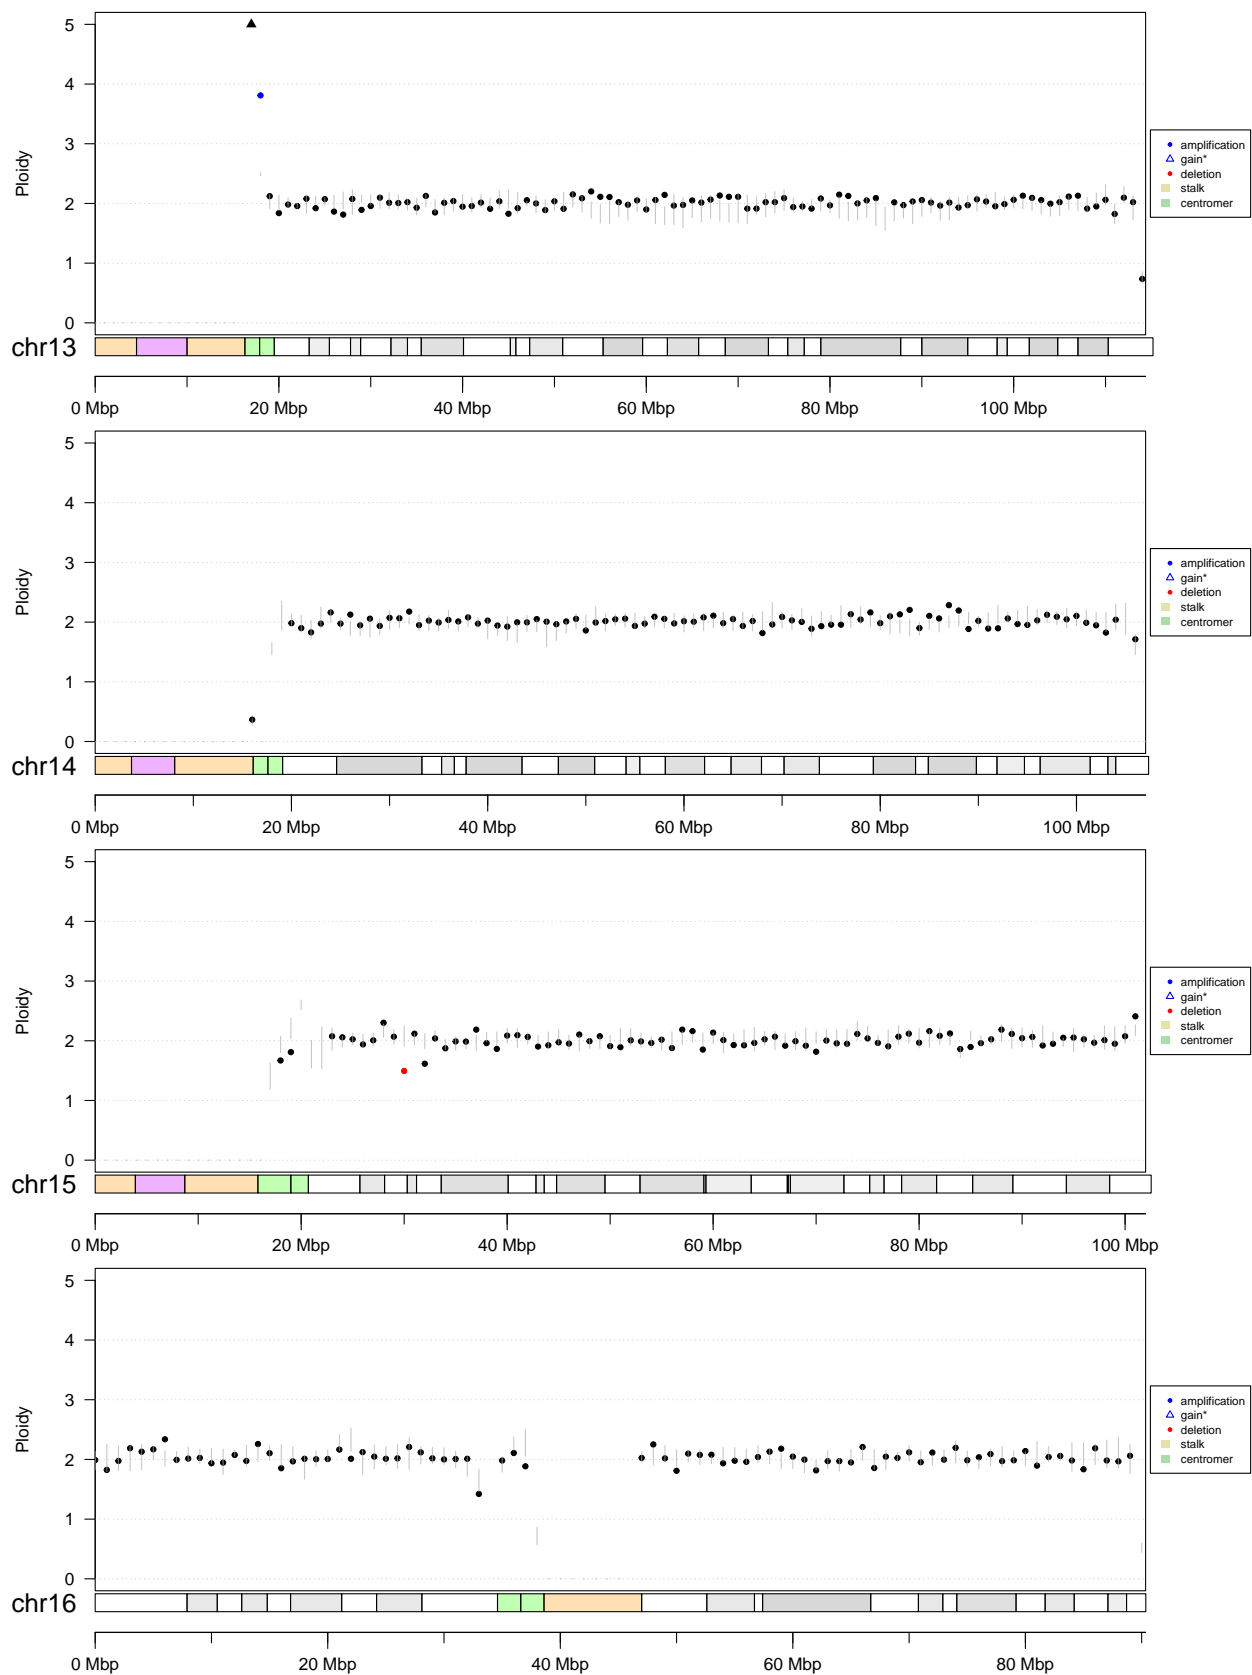 5
4
3
2
1
0
Ploidy
amplification
gain*
deletion
stalk
centromer
chr13
0 Mbp 20 Mbp 40 Mbp 60 Mbp 80 Mbp 100 Mbp
5
4
3
2
1
0
Ploidy
amplification
gain*
deletion
stalk
centromer
chr14
0 Mbp 20 Mbp 40 Mbp 60 Mbp 80 Mbp 100 Mbp
5
4
3
2
1
0
Ploidy
amplification
gain*
deletion
stalk
centromer
chr15
0 Mbp 20 Mbp 40 Mbp 60 Mbp 80 Mbp 100 Mbp
5
4
3
2
1
0
Ploidy
amplification
gain*
deletion
stalk
centromer
chr16
0 Mbp 20 Mbp 40 Mbp 60 Mbp 80 Mbp